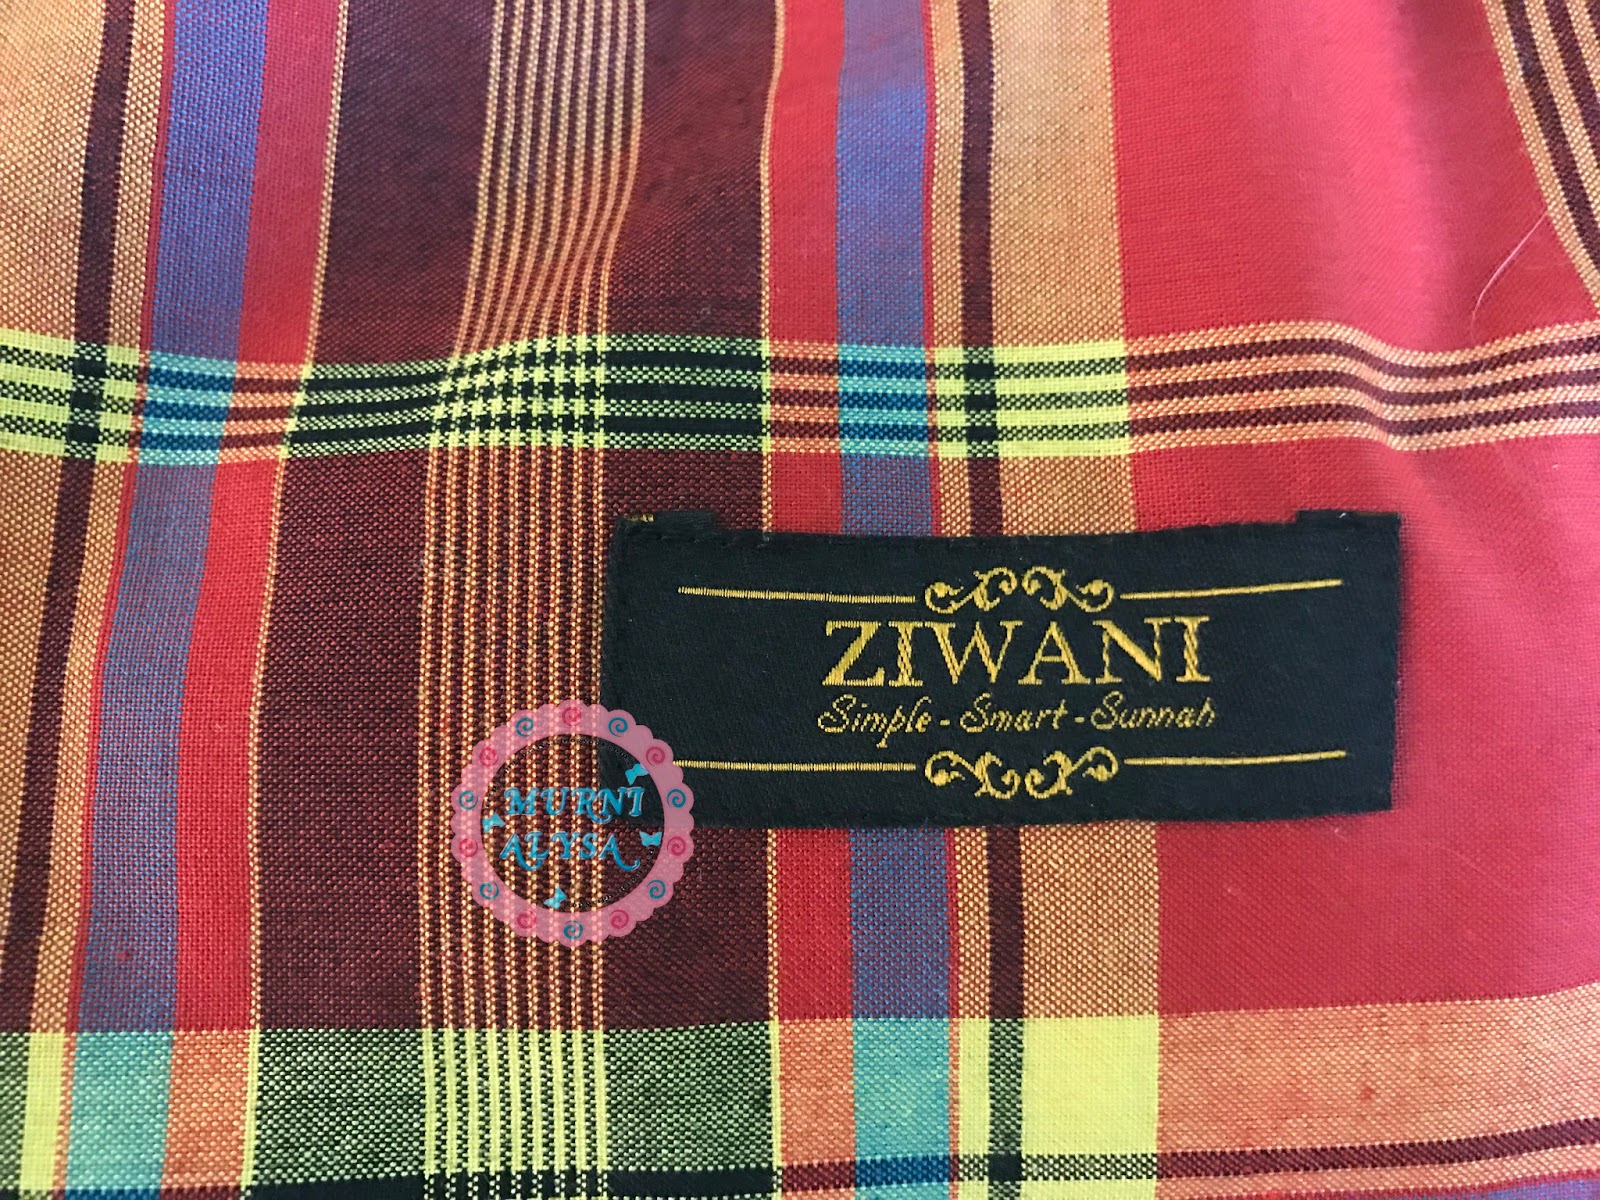 ZIWANI
Simple - Smart - Sunnah
MURNI
ALYSA